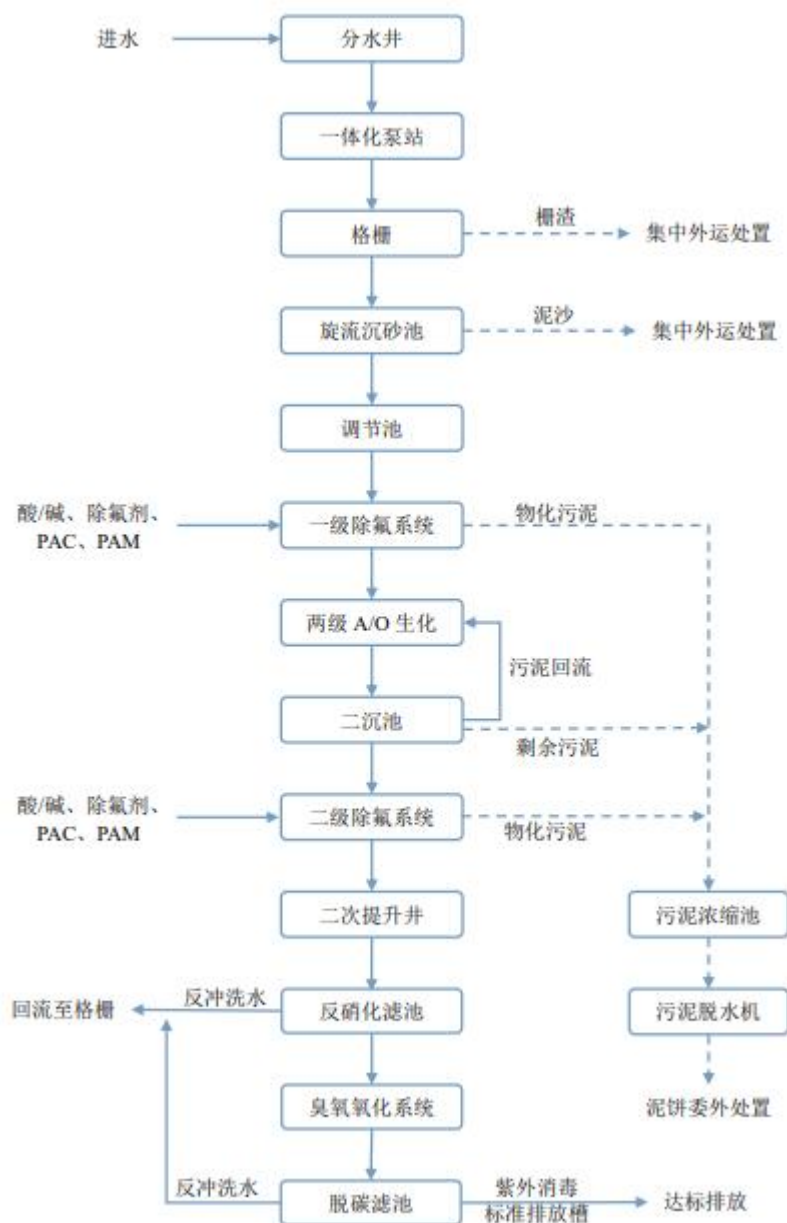 进水
分水井
一体化泵站
格栅
栅渣
集中外运处置
旋流沉砂池
泥沙
集中外运处置
调节池
酸/碱、除氟剂、
PAC、PAM
一级除氟系统
物化污泥
两级 A/O 生化
污泥回流
二沉池
剩余污泥
酸/碱、除氟剂、
PAC、PAM
二级除氟系统
物化污泥
二次提升井
污泥浓缩池
回流至格栅
反冲洗水
反硝化滤池
污泥脱水机
臭氧氧化系统
泥饼委外处置
反冲洗水
脱碳滤池
紫外消毒
标准排放槽
达标排放